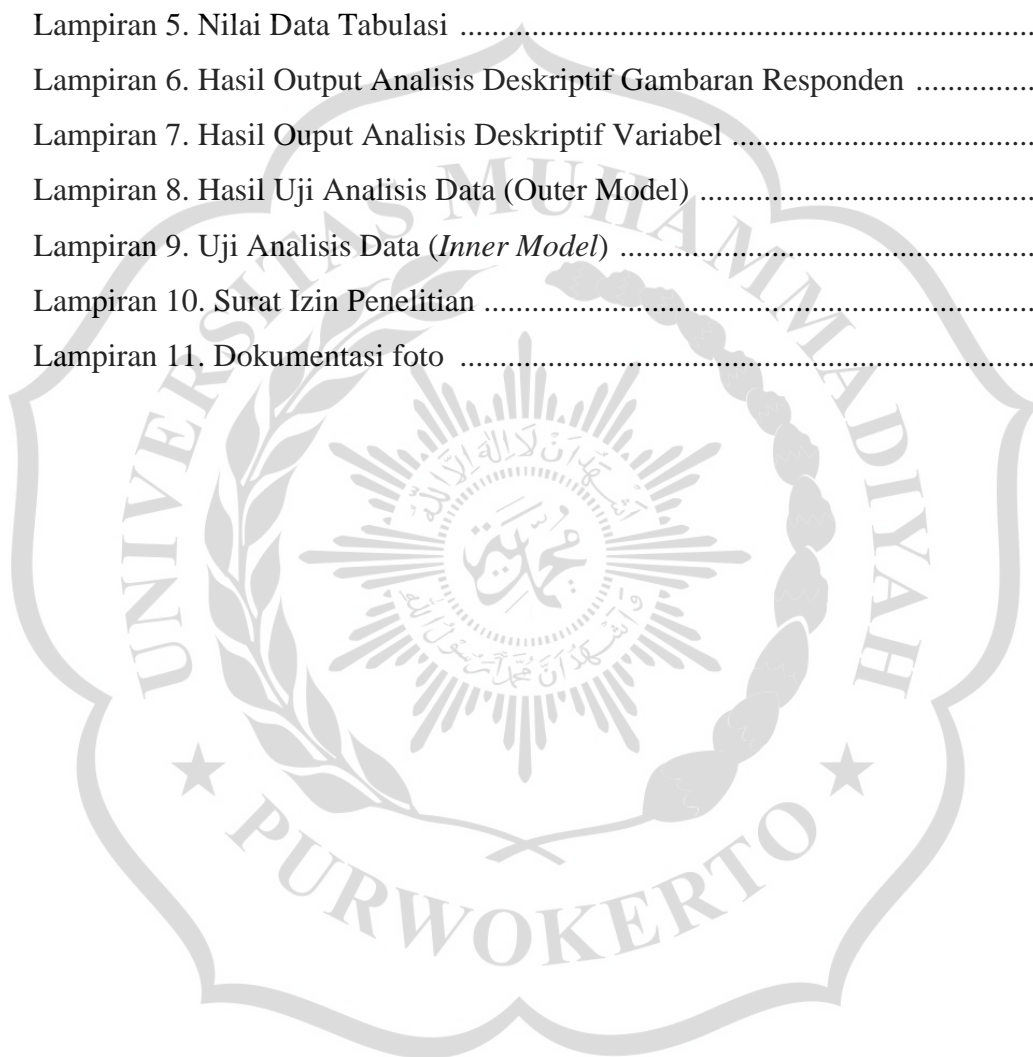 Lampiran 5. Nilai Data Tabulasi ........................................................................
Lampiran 6. Hasil Output Analisis Deskriptif Gambaran Responden ...............
Lampiran 7. Hasil Ouput Analisis Deskriptif Variabel ......................................
Lampiran 8. Hasil Uji Analisis Data (Outer Model) ..........................................
Lampiran 9. Uji Analisis Data (Inner Model) ....................................................
Lampiran 10. Surat Izin Penelitian .....................................................................
Lampiran 11. Dokumentasi foto ........................................................................
UNIVERSITAS MUHAMMADIYAH
اَشْهَدُ اَنْ لَا اِلٰهَ اِلَّا اللّٰهُ
مُحَمَّدِيَّة
وَاَشْهَدُ اَنَّ مُحَمَّدًا رَسُوْلُ اللّٰهِ
PURWOKERTO